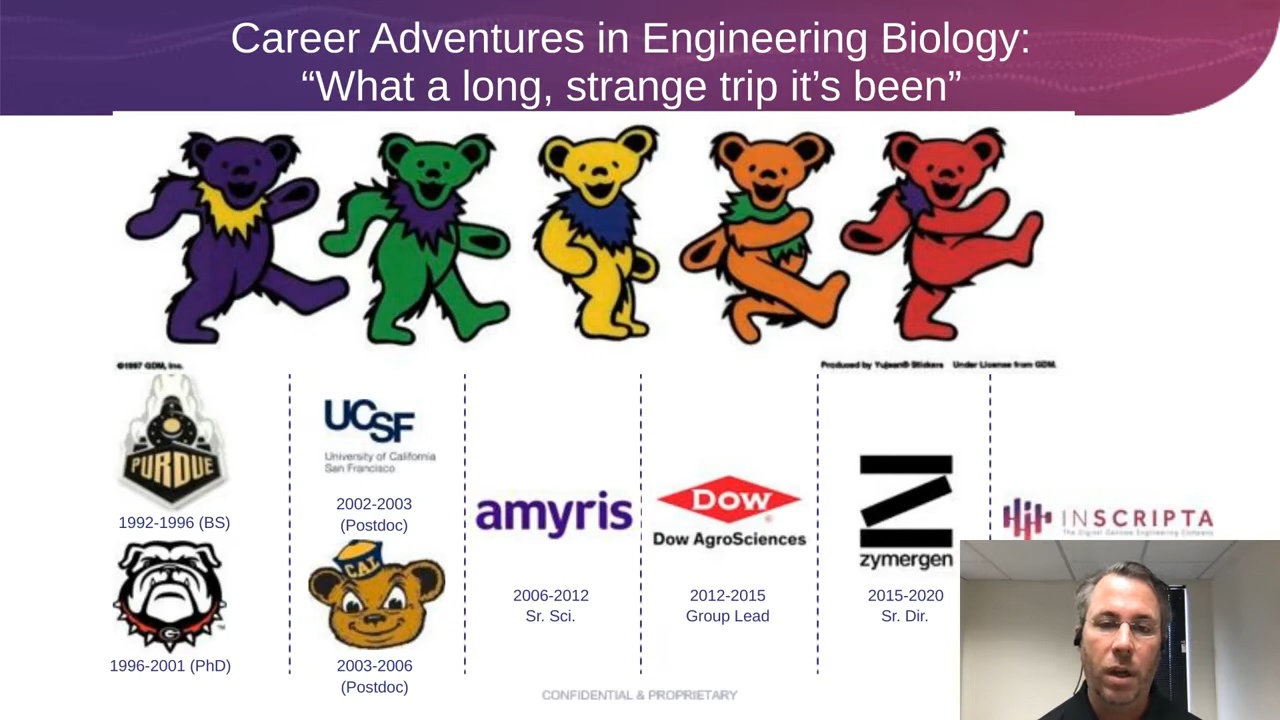 Career Adventures in Engineering Biology:
“What a long, strange trip it’s been”
©1997 GDM, Inc.
Produced by Yujean® Stickers Under License from GDM.
PURDUE
1992-1996 (BS)
G
1996-2001 (PhD)
UCSF
University of California
San Francisco
2002-2003
(Postdoc)
CAL
2003-2006
(Postdoc)
amyris
2006-2012
Sr. Sci.
Dow
Dow AgroSciences
2012-2015
Group Lead
zymergen
2015-2020
Sr. Dir.
INSCRIPTA
The Digital Genome Engineering Company
CONFIDENTIAL & PROPRIETARY